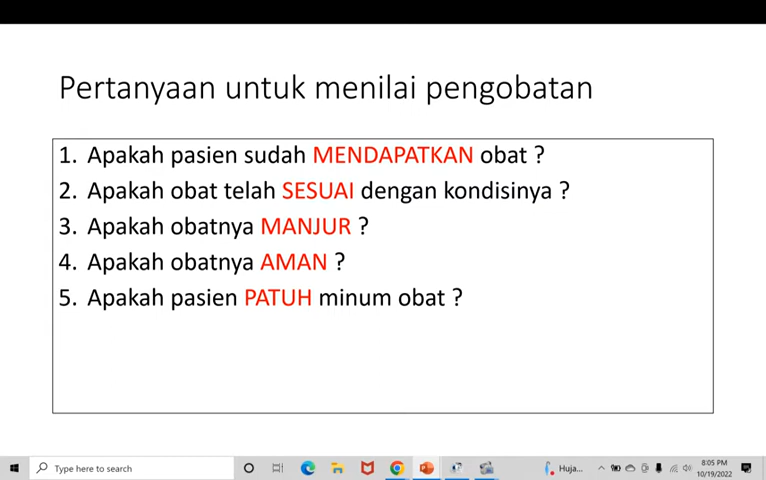 Pertanyaan untuk menilai pengobatan
1. Apakah pasien sudah MENDAPATKAN obat ?
2. Apakah obat telah SESUAI dengan kondisinya ?
3. Apakah obatnya MANJUR ?
4. Apakah obatnya AMAN ?
5. Apakah pasien PATUH minum obat ?
Type here to search
Huja...
8:05 PM
10/19/2022